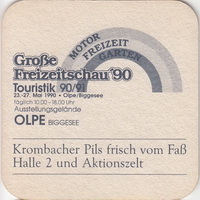 MOTOR
FREIZEIT
GARTEN
Große
Freizeitschau '90
Touristik 90/91
23.-27. Mai 1990 • Olpe/Biggesee
täglich 10.00 - 18.00 Uhr
Ausstellungsgelände
OLPE BIGGESEE
Krombacher Pils frisch vom Faß
Halle 2 und Aktionszelt